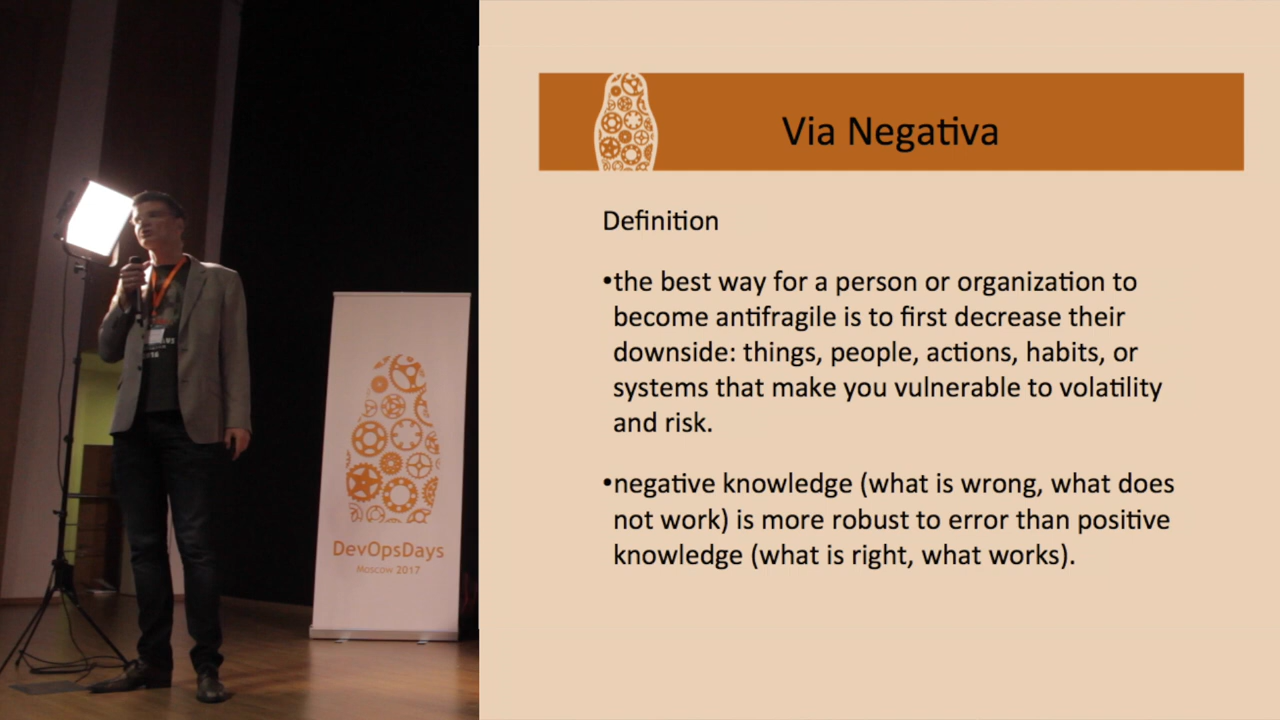 Via Negativa
Definition
•the best way for a person or organization to
become antifragile is to first decrease their
downside: things, people, actions, habits, or
systems that make you vulnerable to volatility
and risk.
•negative knowledge (what is wrong, what does
not work) is more robust to error than positive
knowledge (what is right, what works).
DevOpsDays
Moscow 2017